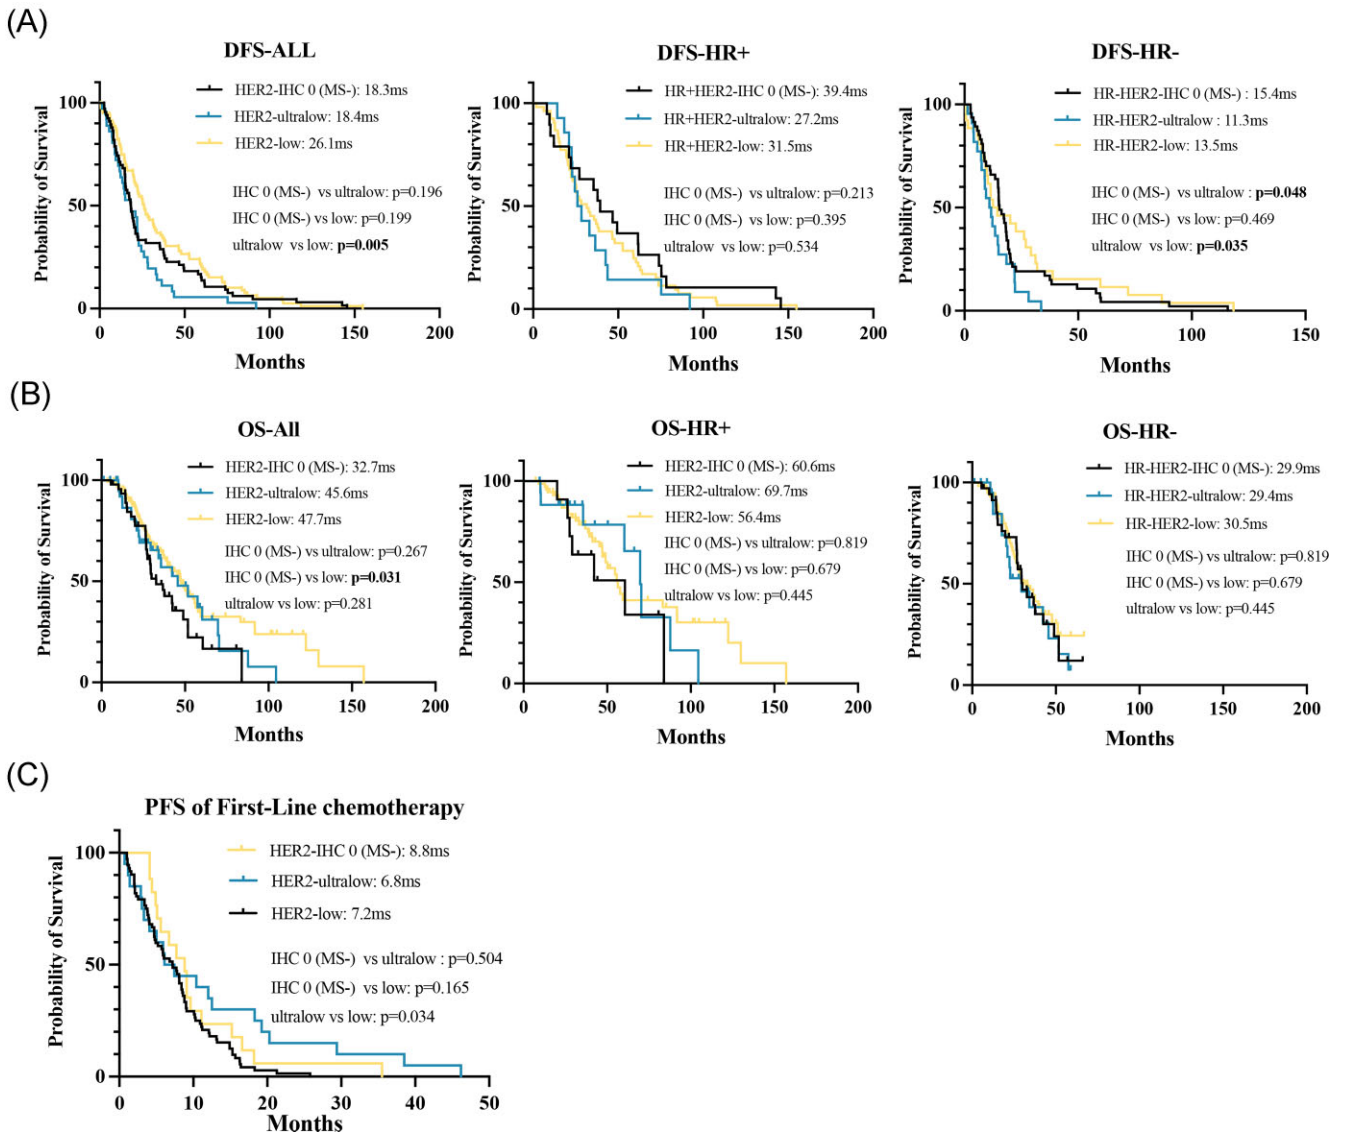 (A)
DFS-ALL
HER2-IHC 0 (MS-): 18.3ms
HER2-ultralow: 18.4ms
HER2-low: 26.1ms
IHC 0 (MS-) vs ultralow: p=0.196
IHC 0 (MS-) vs low: p=0.199
ultralow vs low: p=0.005
Probability of Survival
100
50
0
0 50 100 150 200
Months
DFS-HR+
HR+HER2-IHC 0 (MS-): 39.4ms
HR+HER2-ultralow: 27.2ms
HR+HER2-low: 31.5ms
IHC 0 (MS-) vs ultralow: p=0.213
IHC 0 (MS-) vs low: p=0.395
ultralow vs low: p=0.534
Probability of Survival
100
50
0
0 50 100 150 200
Months
DFS-HR-
HR-HER2-IHC 0 (MS-) : 15.4ms
HR-HER2-ultralow : 11.3ms
HR-HER2-low: 13.5ms
IHC 0 (MS-) vs ultralow : p=0.048
IHC 0 (MS-) vs low: p=0.469
ultralow vs low: p=0.035
Probability of Survival
100
50
0
0 50 100 150
Months
(B)
OS-All
HER2-IHC 0 (MS-): 32.7ms
HER2-ultralow: 45.6ms
HER2-low: 47.7ms
IHC 0 (MS-) vs ultralow: p=0.267
IHC 0 (MS-) vs low: p=0.031
ultralow vs low: p=0.281
Probability of Survival
100
50
0
0 50 100 150 200
Months
OS-HR+
HER2-IHC 0 (MS-): 60.6ms
HER2-ultralow: 69.7ms
HER2-low: 56.4ms
IHC 0 (MS-) vs ultralow: p=0.819
IHC 0 (MS-) vs low: p=0.679
ultralow vs low: p=0.445
Probability of Survival
100
50
0
0 50 100 150 200
Months
OS-HR-
HR-HER2-IHC 0 (MS-): 29.9ms
HR-HER2-ultralow: 29.4ms
HR-HER2-low: 30.5ms
IHC 0 (MS-) vs ultralow: p=0.819
IHC 0 (MS-) vs low: p=0.679
ultralow vs low: p=0.445
Probability of Survival
100
50
0
0 50 100 150 200
Months
(C)
PFS of First-Line chemotherapy
HER2-IHC 0 (MS-): 8.8ms
HER2-ultralow: 6.8ms
HER2-low: 7.2ms
IHC 0 (MS-) vs ultralow : p=0.504
IHC 0 (MS-) vs low: p=0.165
ultralow vs low: p=0.034
Probability of Survival
100
50
0
0 10 20 30 40 50
Months